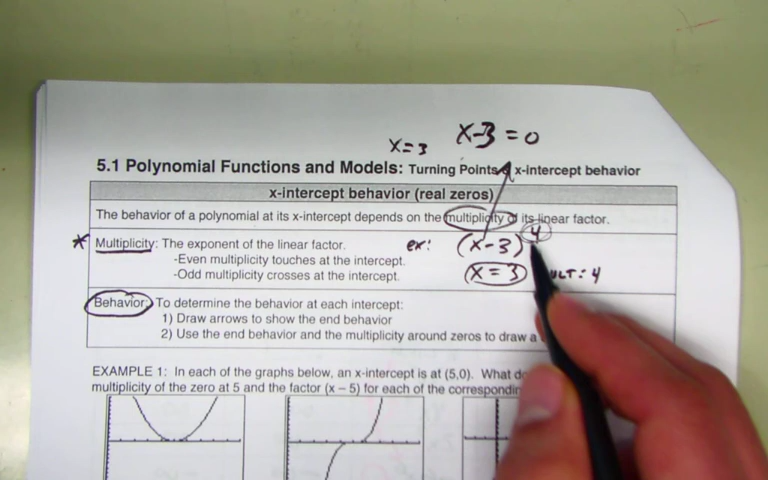 x-3 = 0
x=3
5.1 Polynomial Functions and Models: Turning Points & x-intercept behavior
x-intercept behavior (real zeros)
The behavior of a polynomial at its x-intercept depends on the multiplicity of its linear factor.
* Multiplicity: The exponent of the linear factor. ex: (x-3)^4
-Even multiplicity touches at the intercept.
-Odd multiplicity crosses at the intercept. x = 3 ULT: 4
Behavior: To determine the behavior at each intercept:
1) Draw arrows to show the end behavior
2) Use the end behavior and the multiplicity around zeros to draw a
EXAMPLE 1: In each of the graphs below, an x-intercept is at (5,0). What
multiplicity of the zero at 5 and the factor (x – 5) for each of the